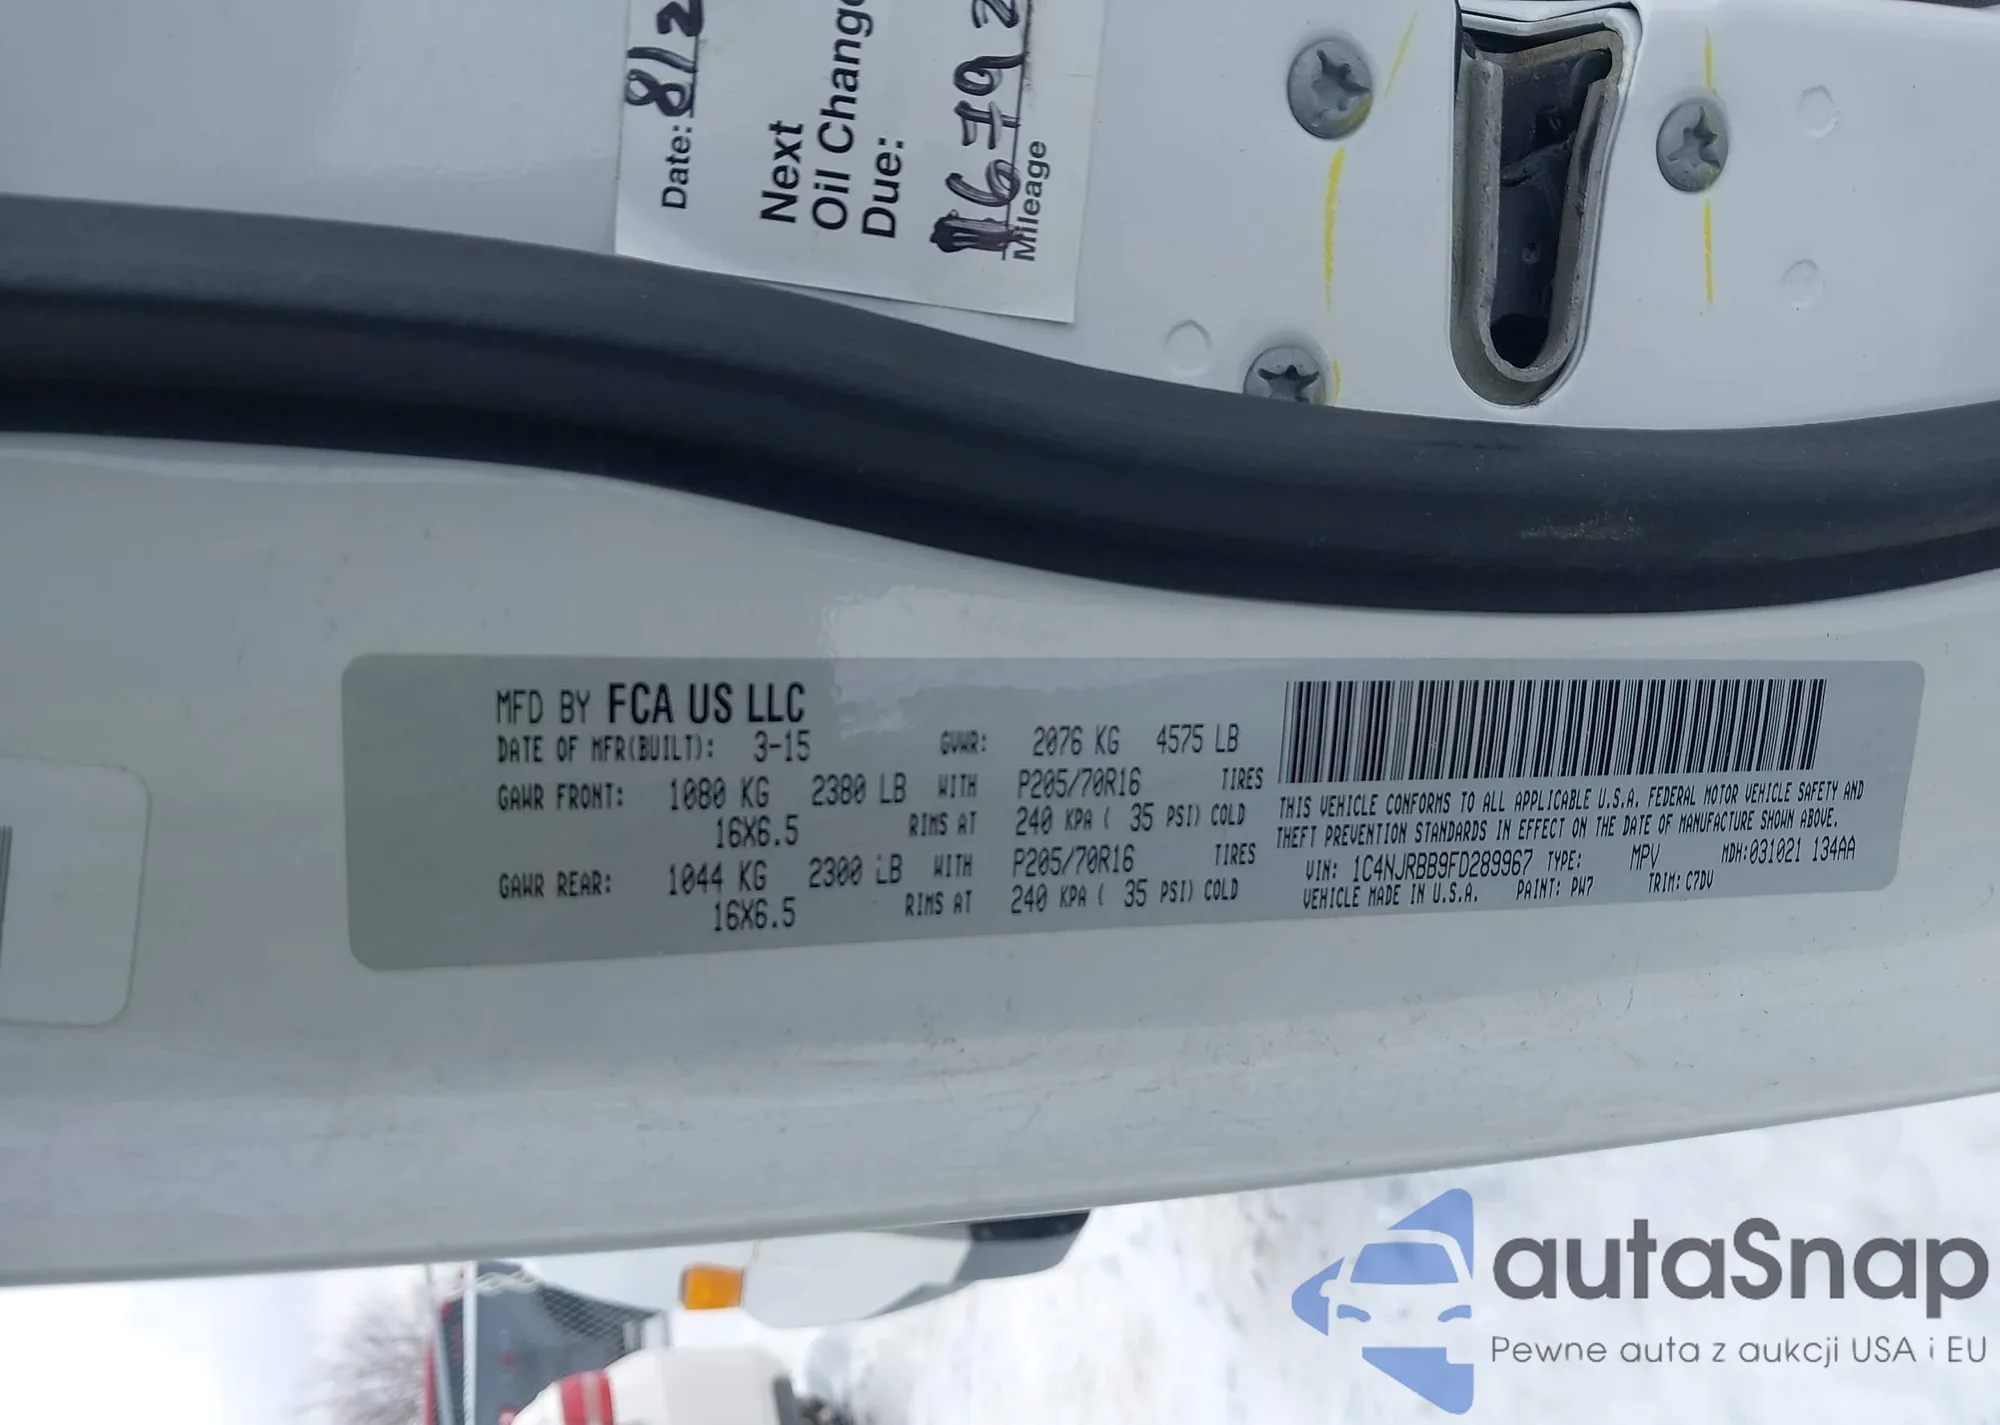 Date: 8/2
Next
Oil Change
Due:
Mileage
MFD BY FCA US LLC
DATE OF MFR(BUILT): 3-15 GVWR: 2076 KG 4575 LB
GAWR FRONT: 1080 KG 2380 LB WITH P205/70R16 TIRES
16X6.5 RIMS AT 240 KPA ( 35 PSI) COLD
GAWR REAR: 1044 KG 2300 LB WITH P205/70R16 TIRES
16X6.5 RIMS AT 240 KPA ( 35 PSI) COLD
THIS VEHICLE CONFORMS TO ALL APPLICABLE U.S.A. FEDERAL MOTOR VEHICLE SAFETY AND
THEFT PREVENTION STANDARDS IN EFFECT ON THE DATE OF MANUFACTURE SHOWN ABOVE.
VIN: 1C4NJRBB9FD289967 TYPE: MPV MDH:031021 134AA
VEHICLE MADE IN U.S.A. PAINT: PW7 TRIM: C7DV
autaSnap
Pewne auta z aukcji USA i EU